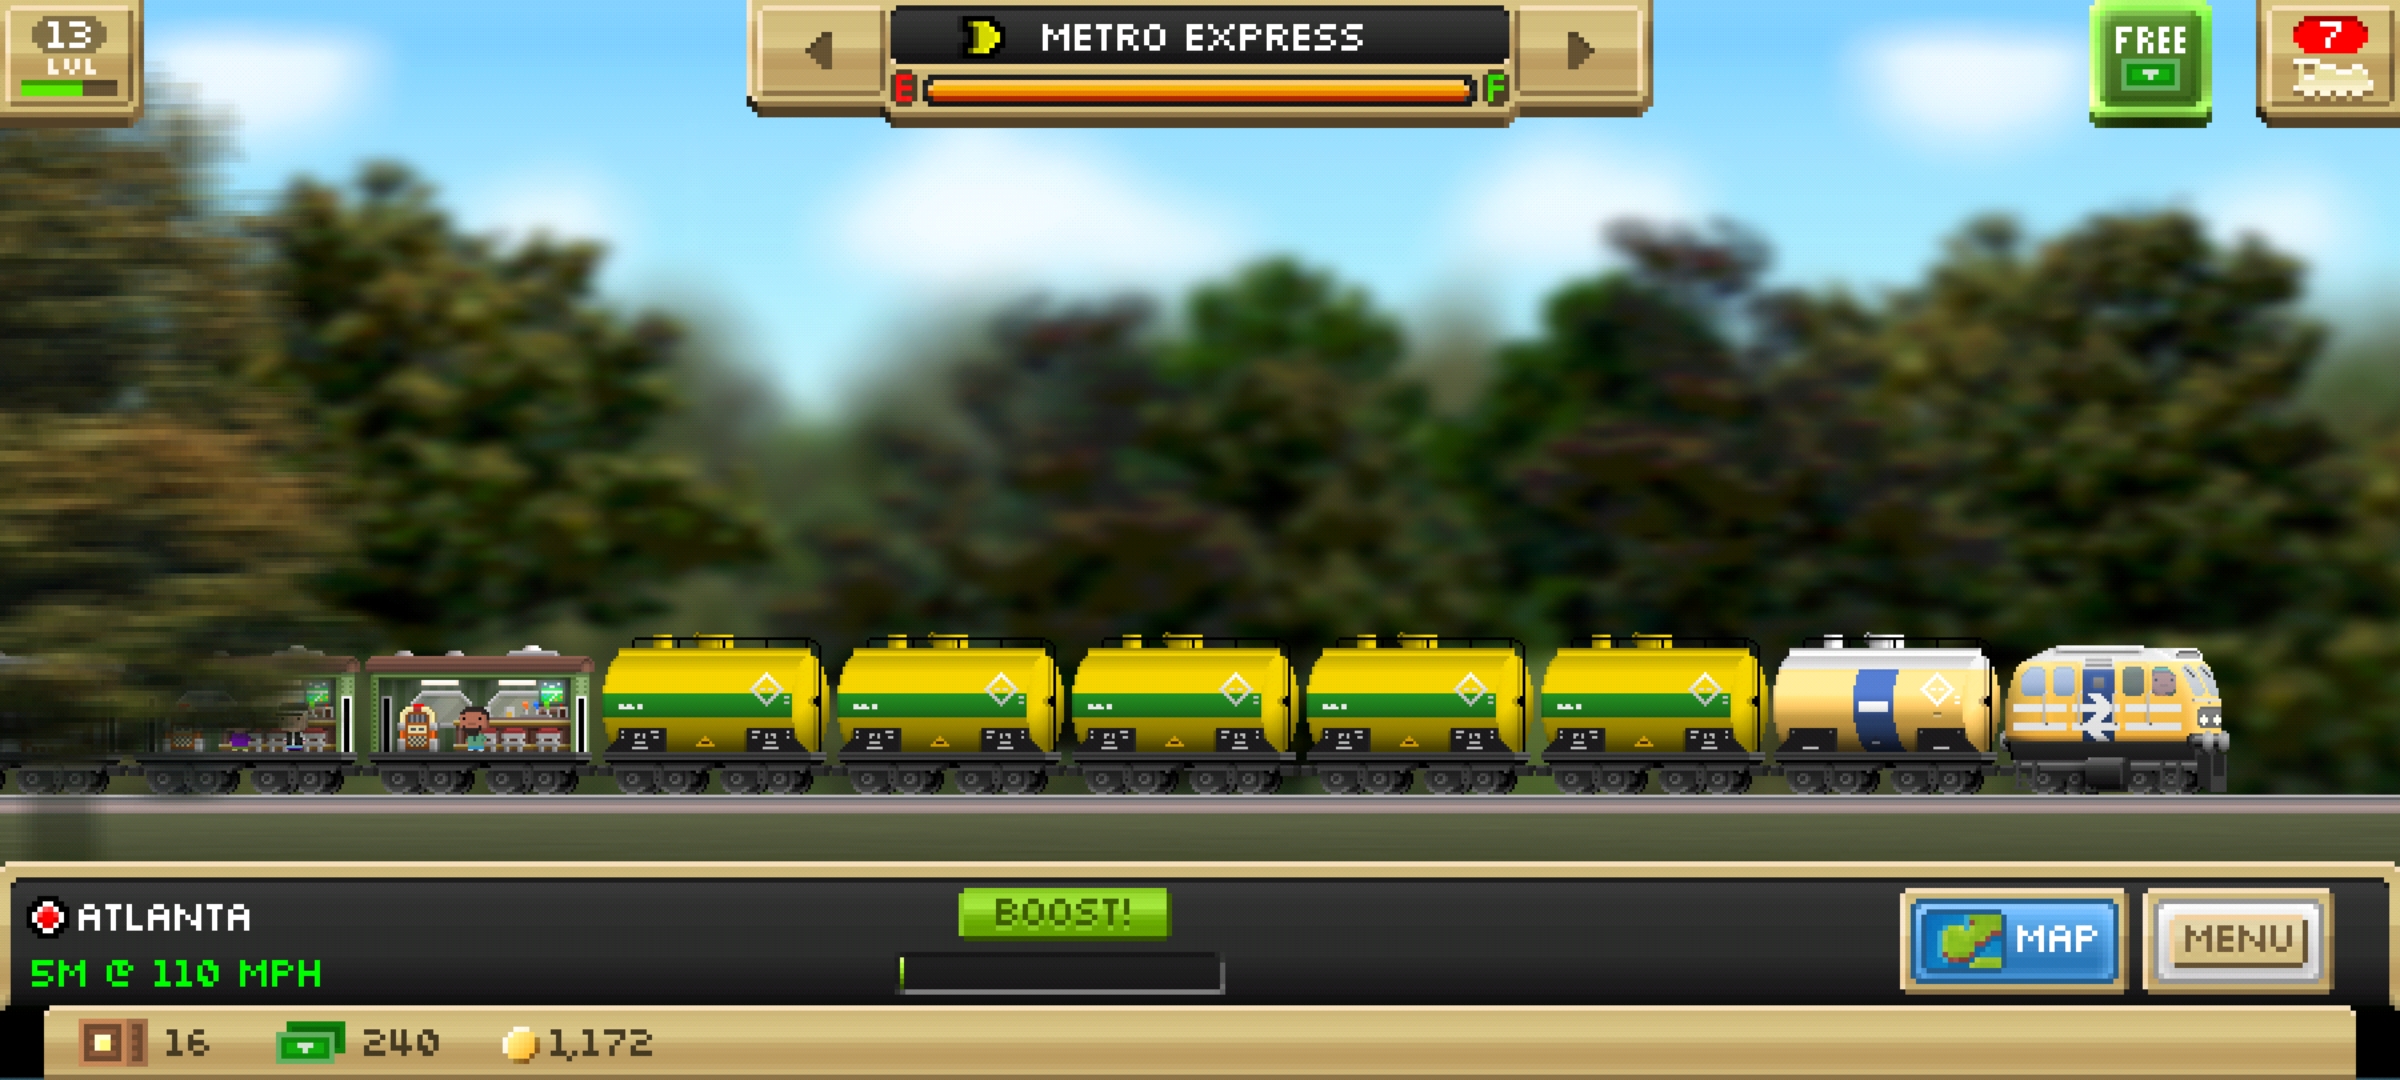 13
LVL
METRO EXPRESS
E F
FREE
7
ATLANTA
5M @ 110 MPH
BOOST!
MAP
MENU
16 240 1,172